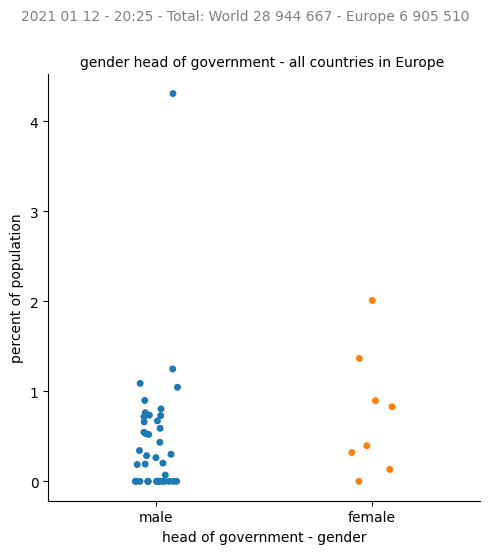 2021 01 12 - 20:25 - Total: World 28 944 667 - Europe 6 905 510
gender head of government - all countries in Europe
4
3
2
1
0
percent of population
male
female
head of government - gender